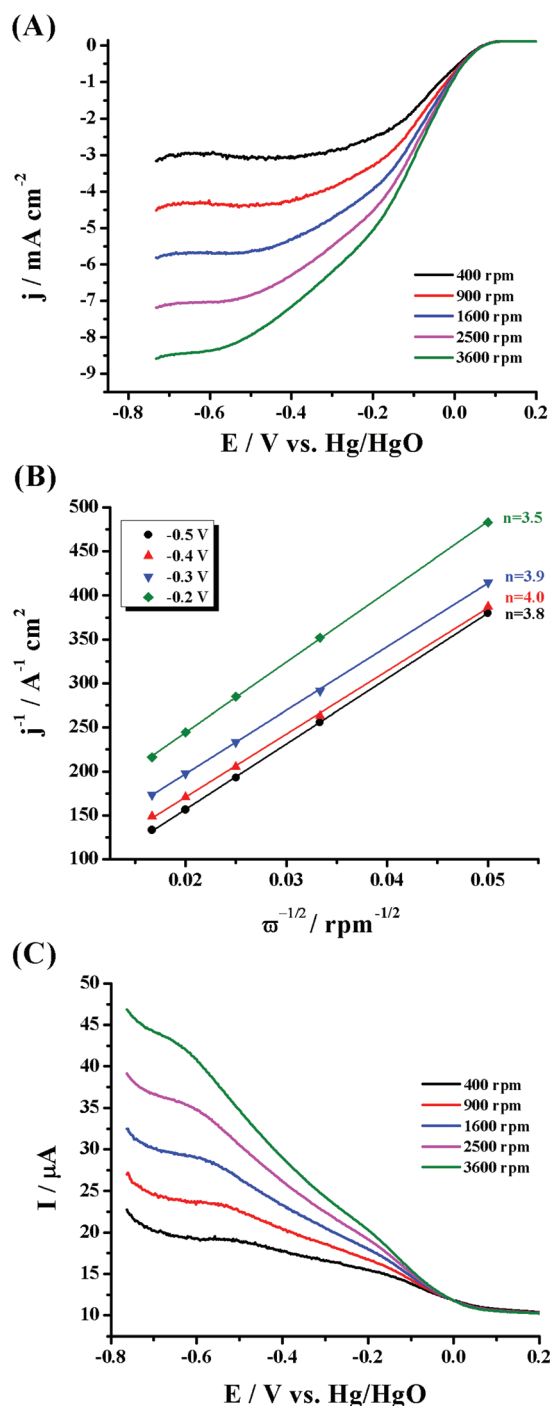 (A)
0
-1
-2
-3
-4
-5
-6
-7
-8
-9
j / mA cm⁻²
400 rpm
900 rpm
1600 rpm
2500 rpm
3600 rpm
-0.8 -0.6 -0.4 -0.2 0.0 0.2
E / V vs. Hg/HgO
(B)
500
450
400
350
300
250
200
150
100
j⁻¹ / A⁻¹ cm²
-0.5 V
-0.4 V
-0.3 V
-0.2 V
n=3.5
n=3.9
n=4.0
n=3.8
0.02 0.03 0.04 0.05
ϖ⁻¹/² / rpm⁻¹/²
(C)
50
45
40
35
30
25
20
15
10
I / μA
400 rpm
900 rpm
1600 rpm
2500 rpm
3600 rpm
-0.8 -0.6 -0.4 -0.2 0.0 0.2
E / V vs. Hg/HgO